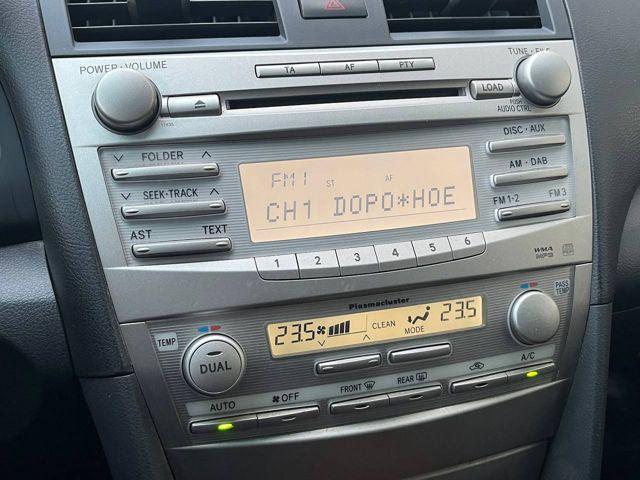 POWER·VOLUME
TUNE·FILE
TA AF PTY
LOAD
PUSH
AUDIO CTRL
DISC·AUX
FOLDER
FM1 ST AF
AM·DAB
SEEK·TRACK
CH1 DOPO*HOE
FM1·2 FM3
AST TEXT
1 2 3 4 5 6
WMA
MP3
Plasmacluster
PASS
TEMP
TEMP
23.5 CLEAN MODE 23.5
DUAL
FRONT REAR A/C
AUTO OFF